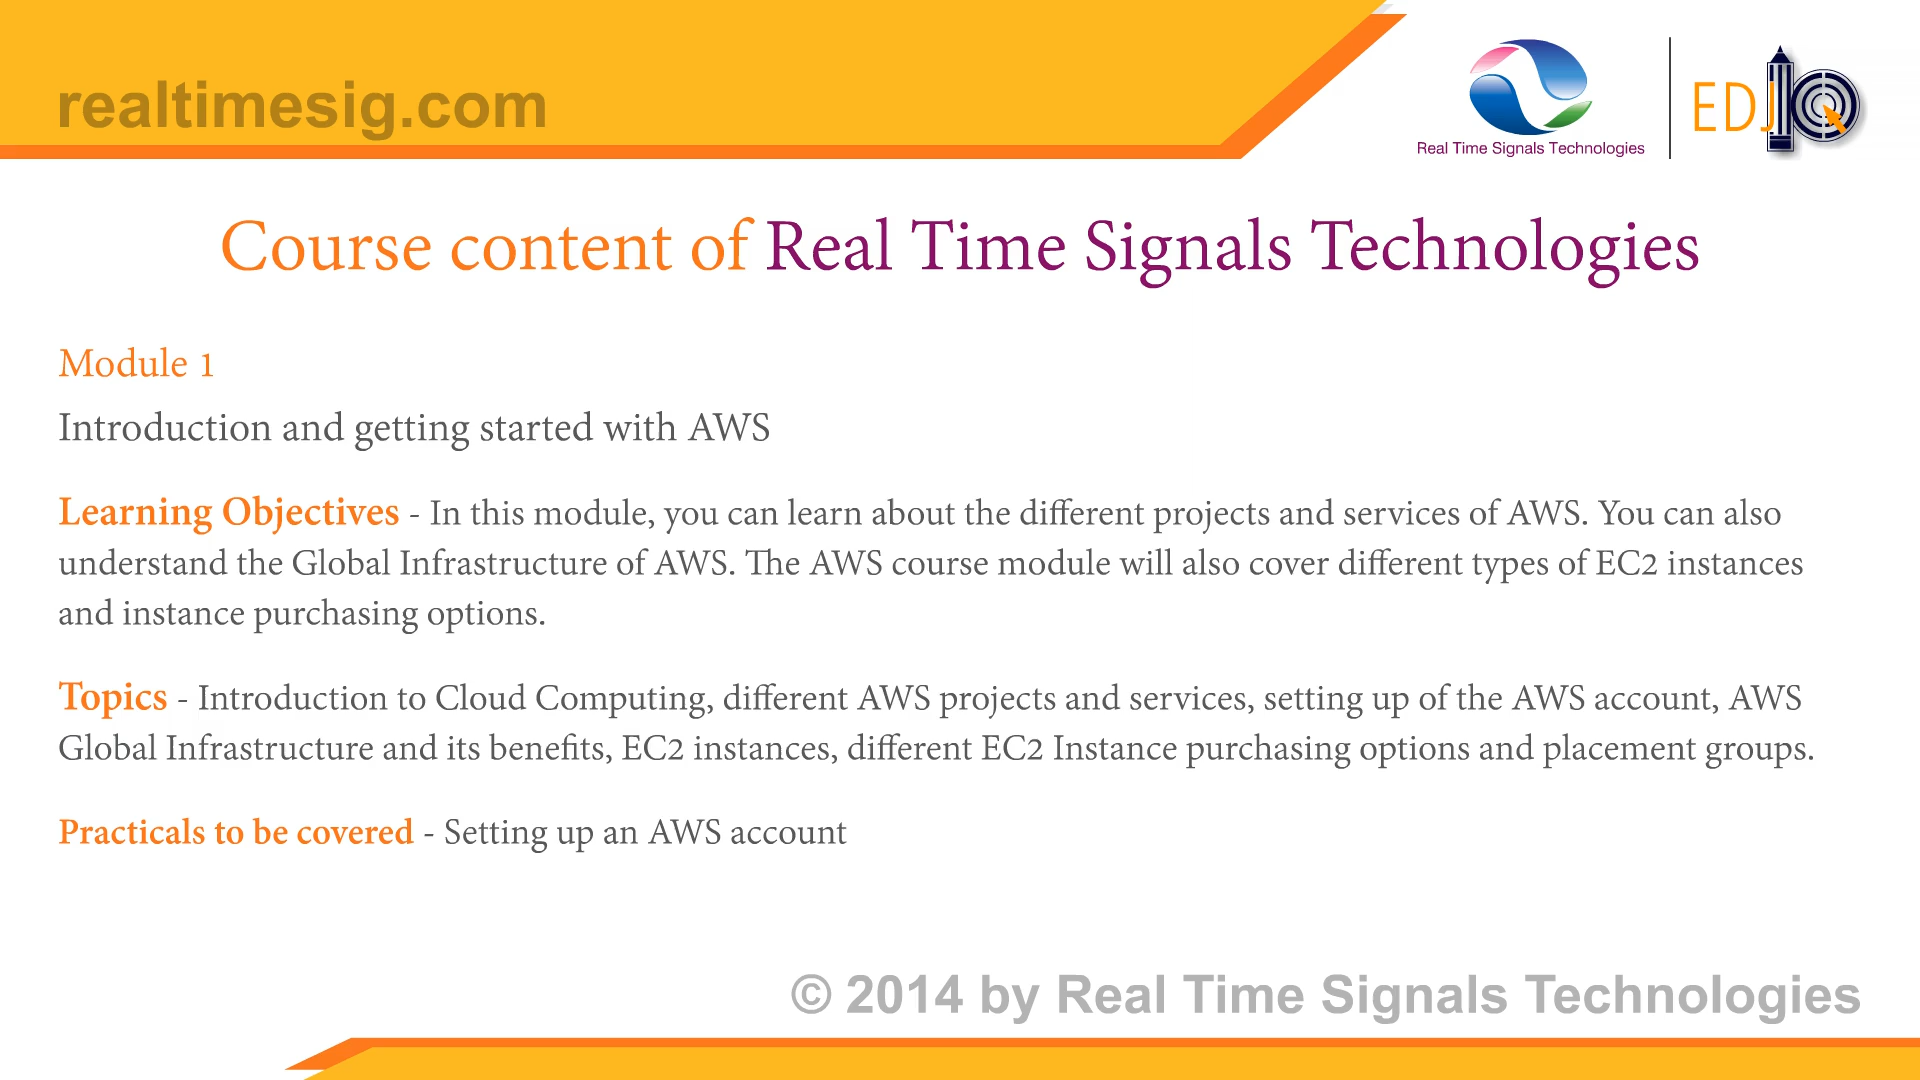 realtimesig.com
Real Time Signals Technologies
EDJIQ
Course content of Real Time Signals Technologies
Module 1
Introduction and getting started with AWS
Learning Objectives - In this module, you can learn about the different projects and services of AWS. You can also
understand the Global Infrastructure of AWS. The AWS course module will also cover different types of EC2 instances
and instance purchasing options.
Topics - Introduction to Cloud Computing, different AWS projects and services, setting up of the AWS account, AWS
Global Infrastructure and its benefits, EC2 instances, different EC2 Instance purchasing options and placement groups.
Practicals to be covered - Setting up an AWS account
© 2014 by Real Time Signals Technologies